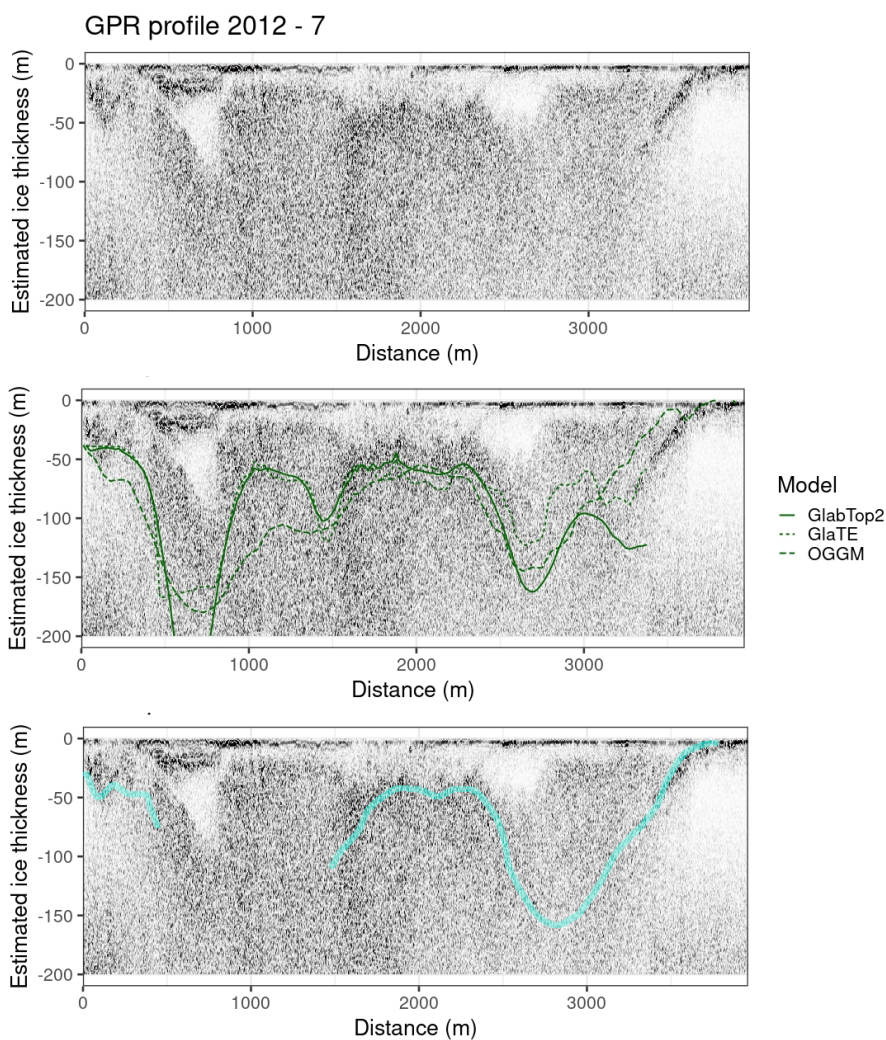 GPR profile 2012 - 7
Estimated ice thickness (m)
0
-50
-100
-150
-200
0 1000 2000 3000
Distance (m)
Estimated ice thickness (m)
0
-50
-100
-150
-200
0 1000 2000 3000
Distance (m)
Model
GlabTop2
GlaTE
OGGM
Estimated ice thickness (m)
0
-50
-100
-150
-200
0 1000 2000 3000
Distance (m)